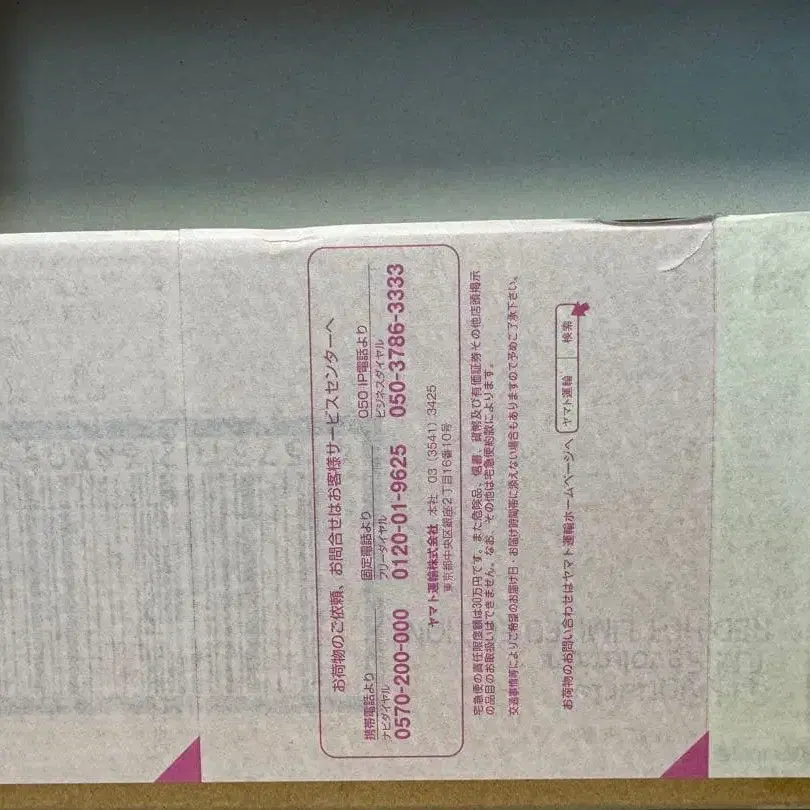 お荷物のご依頼、お問合せはお客様サービスセンターへ
携帯電話より
ナビダイヤル
0570-200-000
固定電話より
フリーダイヤル
0120-01-9625
050 IP電話より
ビジネスダイヤル
050-3786-3333
ヤマト運輸株式会社 本社 03 (3541) 3425
東京都中央区銀座2丁目16番10号
宅急便の責任限度額は30万円です。また危険品、信書、貨幣及び有価証券その他店頭掲示
の品目のお取扱いはできません。なお、その他は宅急便約款によります。
交通事情等によりご希望のお届け日・お届け時間帯に添えない場合もありますので予めご了承下さい。
お荷物のお問い合わせはヤマト運輸ホームページへ ヤマト運輸 検索